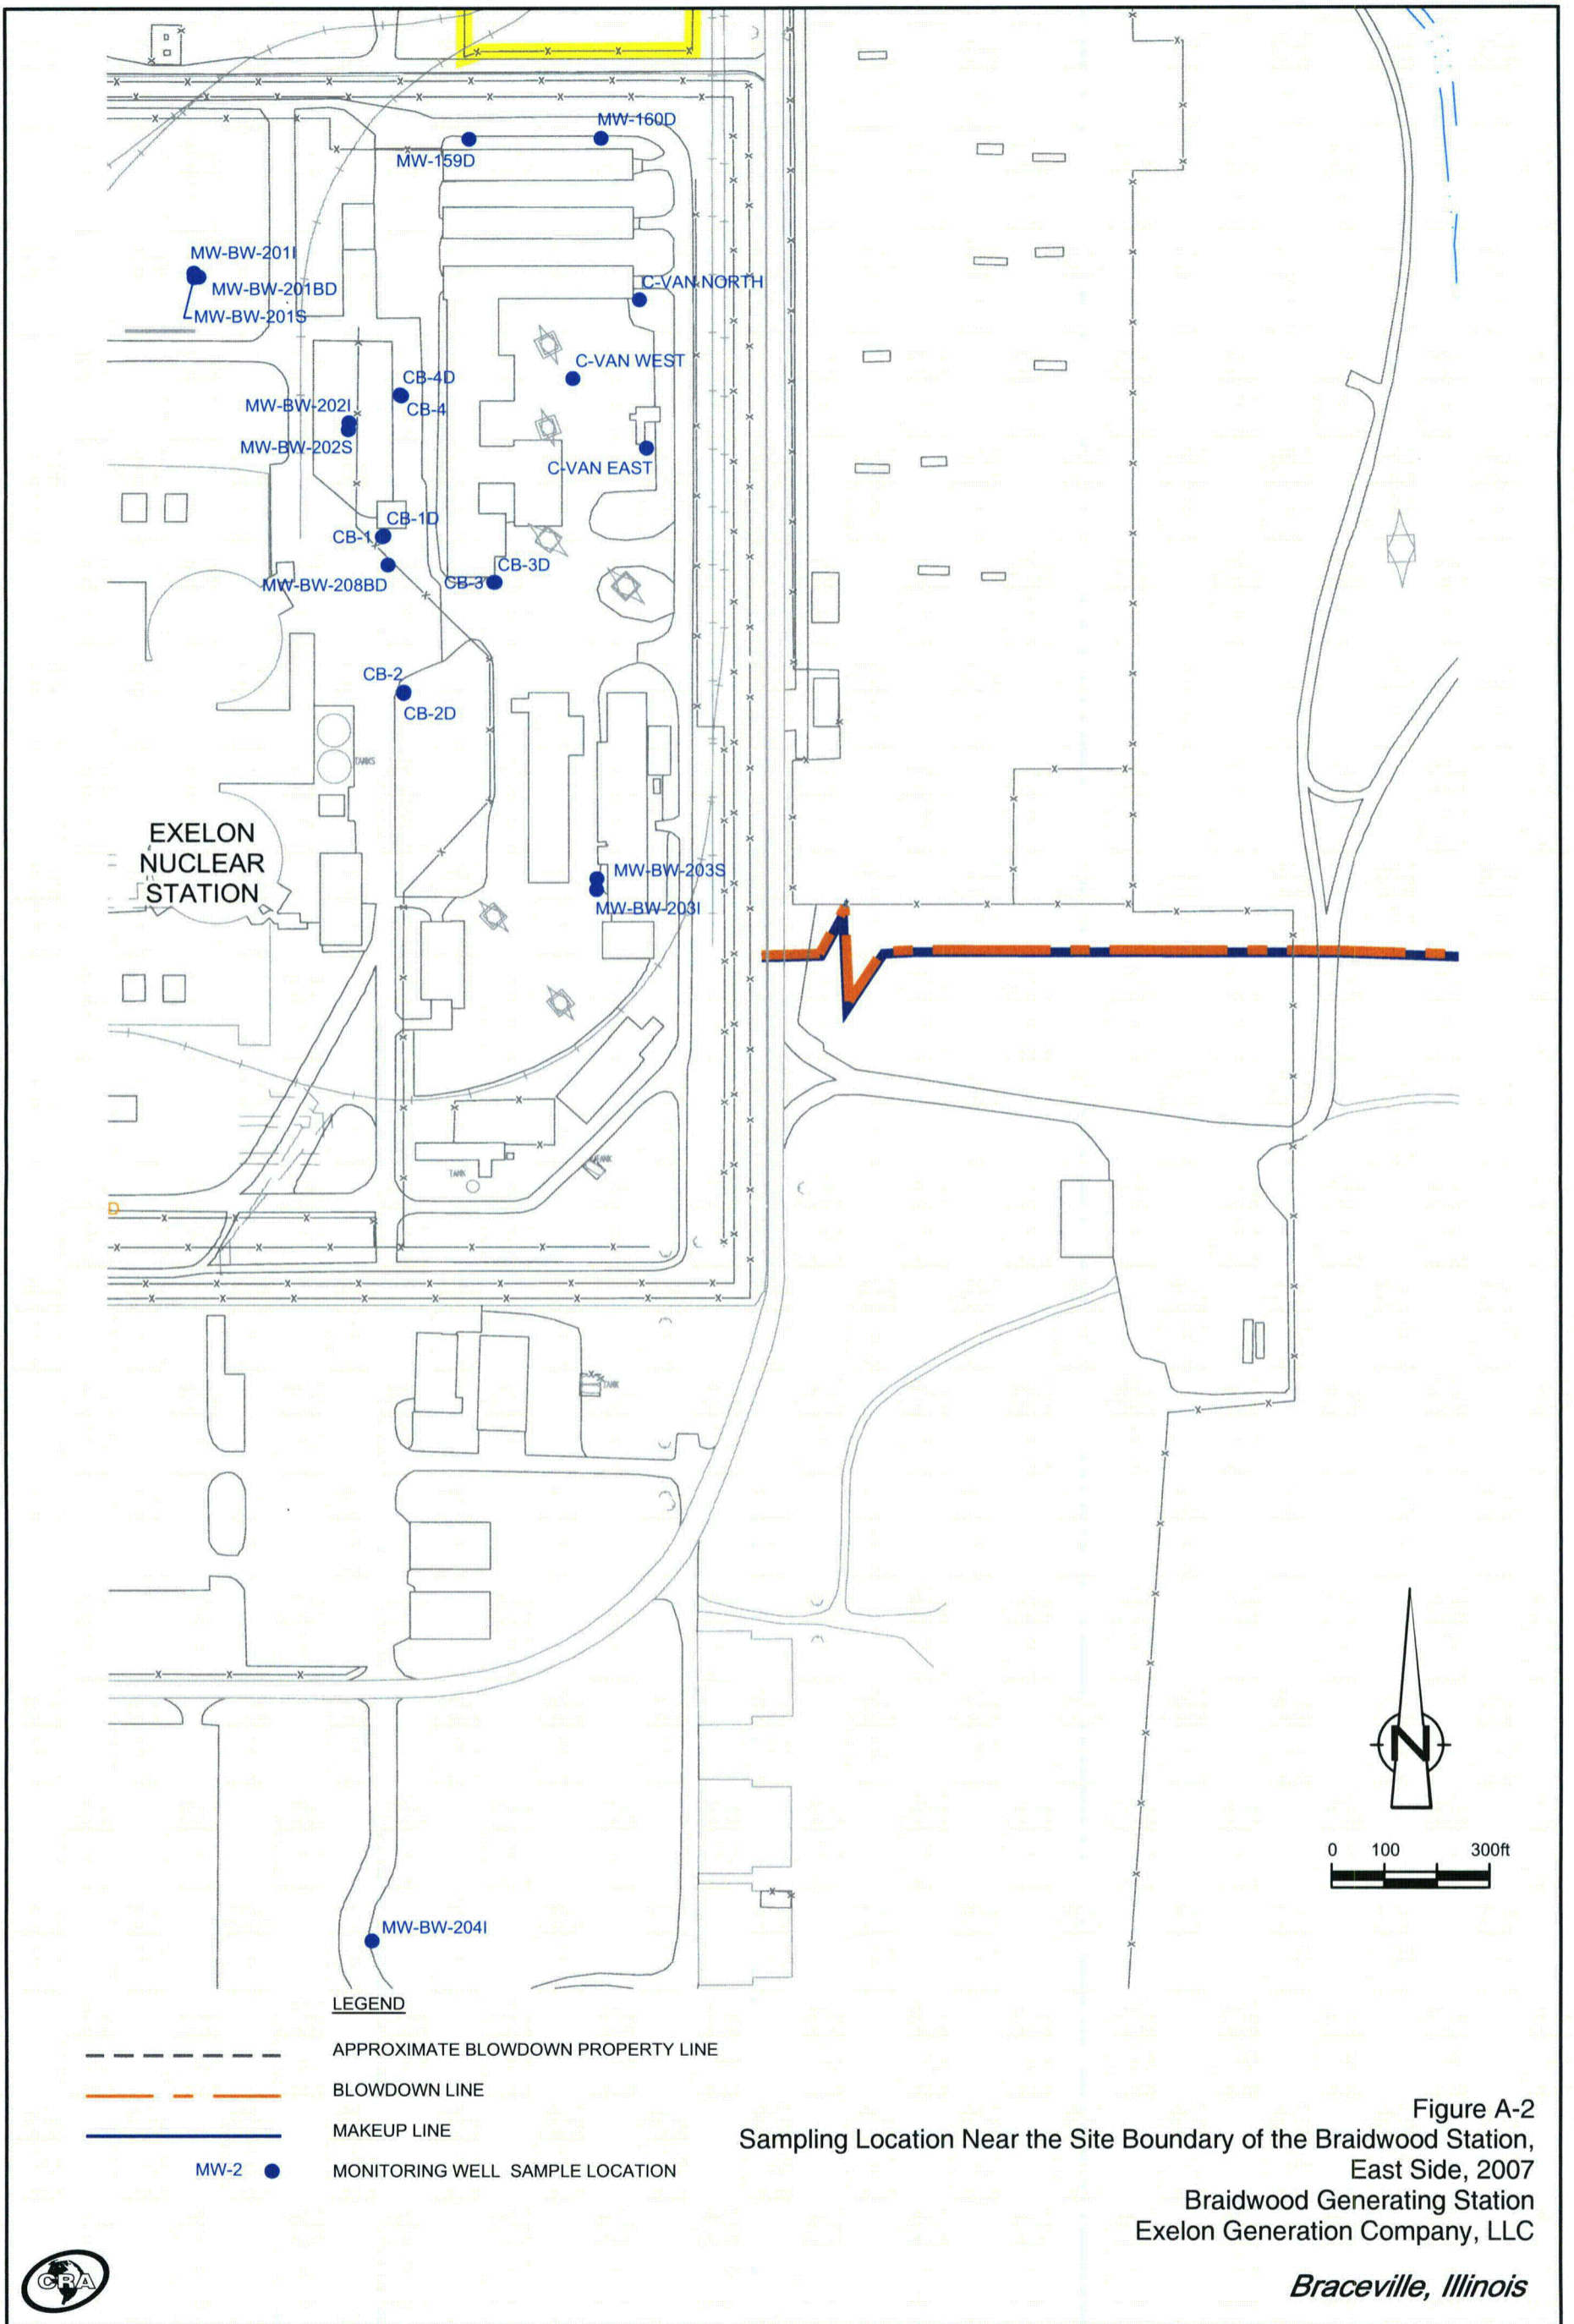 MW-160D
MW-159D
MW-BW-201I
MW-BW-201BD
MW-BW-201S
C-VAN NORTH
C-VAN WEST
CB-4D
CB-4
MW-BW-202I
MW-BW-202S
C-VAN EAST
CB-1D
CB-1
CB-3D
CB-3
MW-BW-208BD
CB-2
CB-2D
TANKS
EXELON
NUCLEAR
STATION
MW-BW-203S
MW-BW-203I
TANK
TANK
D
TANK
N
0 100 300ft
MW-BW-204I
LEGEND
APPROXIMATE BLOWDOWN PROPERTY LINE
BLOWDOWN LINE
MAKEUP LINE
MW-2 MONITORING WELL SAMPLE LOCATION
Figure A-2
Sampling Location Near the Site Boundary of the Braidwood Station,
East Side, 2007
Braidwood Generating Station
Exelon Generation Company, LLC
Braceville, Illinois
CRA